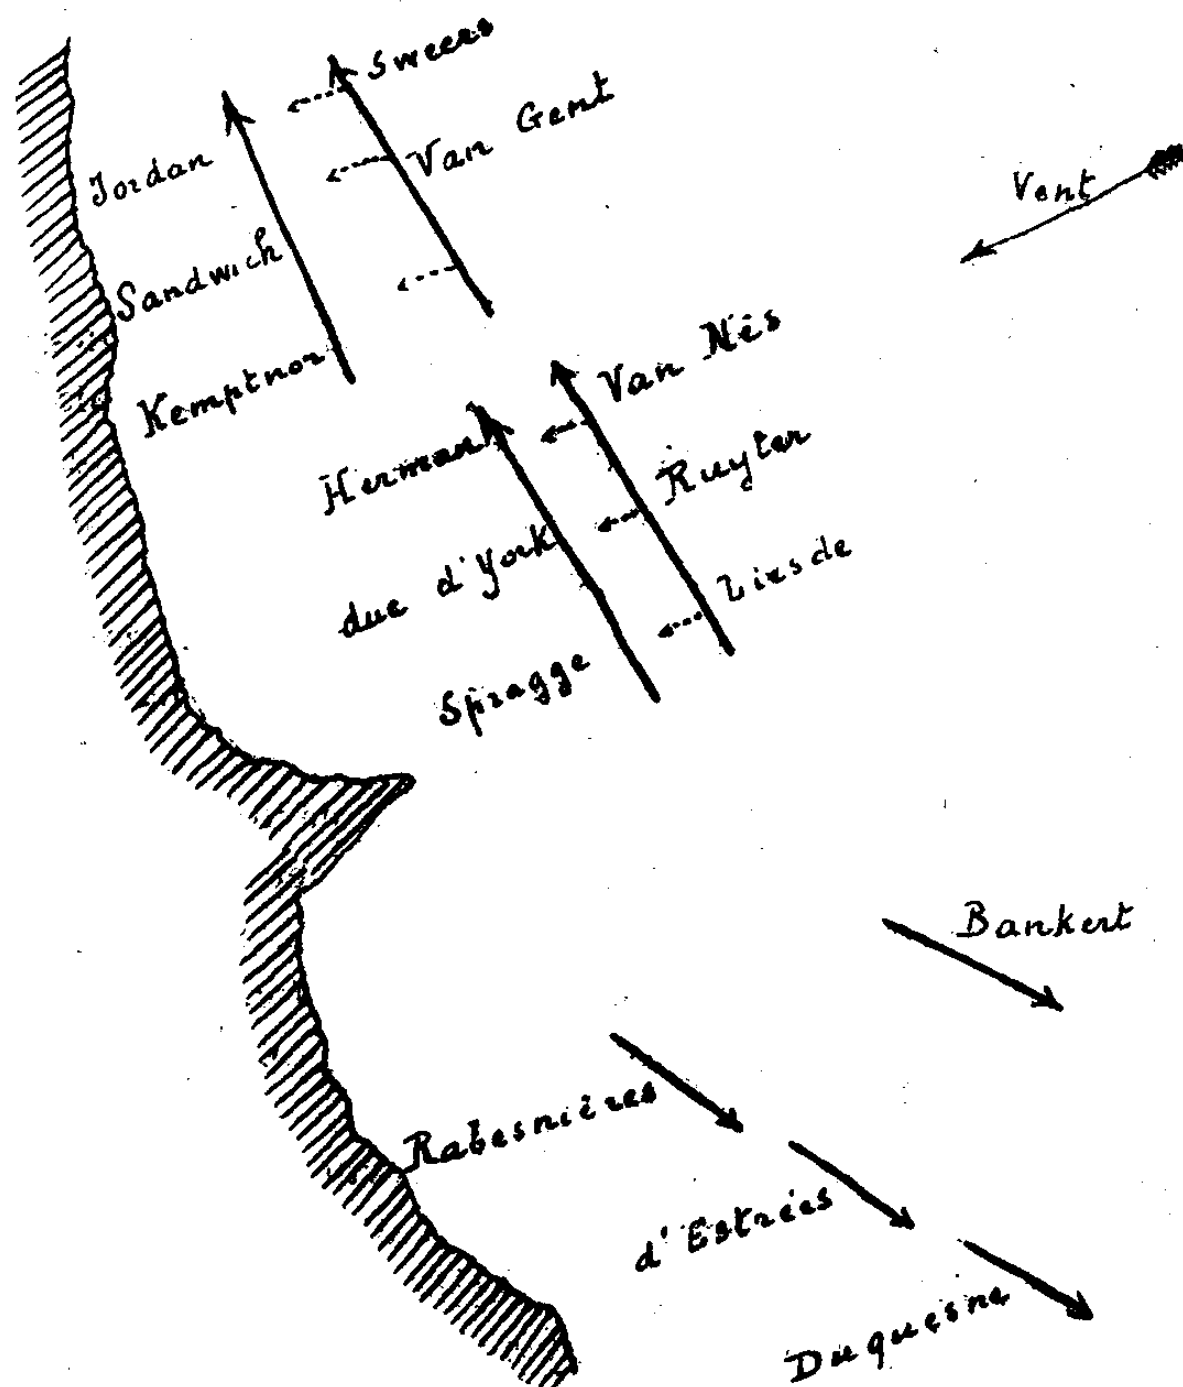 Sweers
Van Gent
Jordan
Vent
Sandwich
Kemptnor
Van Nès
Herman
Ruyter
duc d'York
Liesde
Spragge
Bankert
Rabesnières
d'Estrées
Duquesne